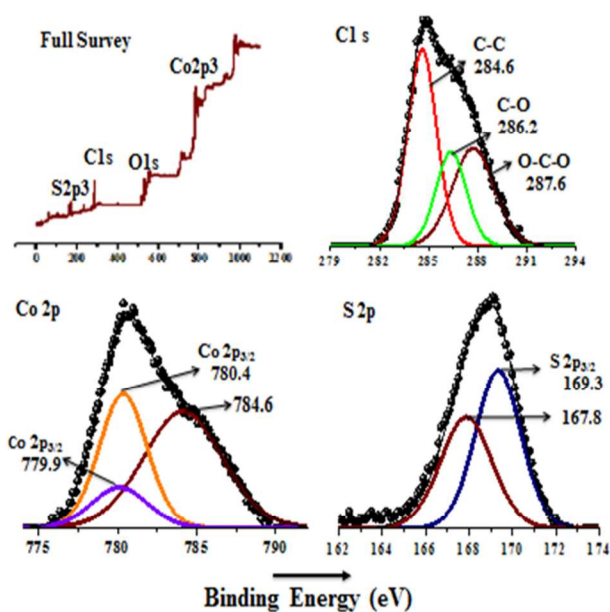 Full Survey
Co2p3
C1s
O1s
S2p3
0 200 400 600 800 1000 1200
C1 s
C-C
284.6
C-O
286.2
O-C-O
287.6
279 282 285 288 291 294
Co 2p
Co 2p3/2
780.4
784.6
Co 2p3/2
779.9
775 780 785 790
S 2p
S 2p3/2
169.3
167.8
162 164 166 168 170 172 174
Binding Energy (eV)